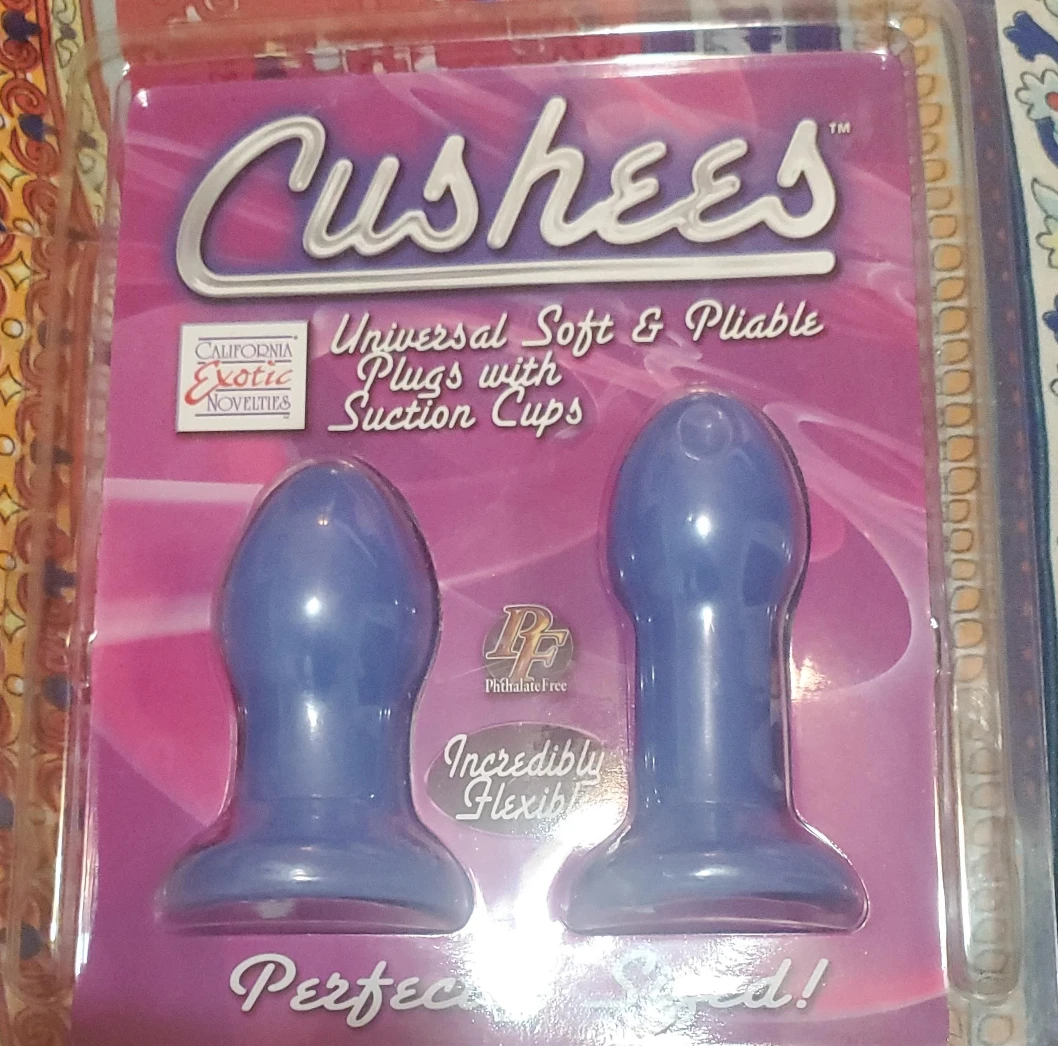 Cushees™
CALIFORNIA
Exotic
NOVELTIES
Universal Soft & Pliable
Plugs with
Suction Cups
PF
Phthalate Free
Incredibly